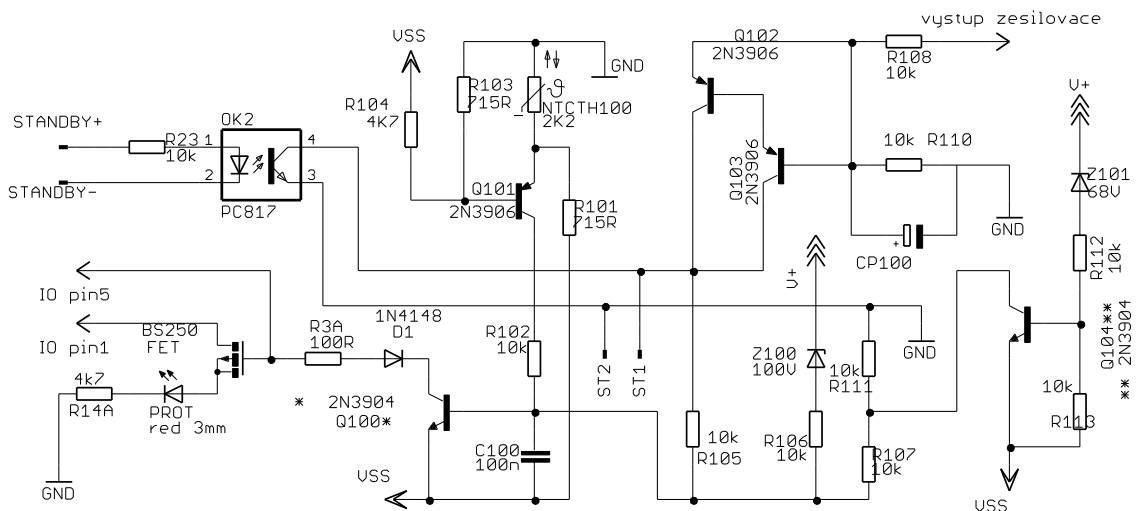 vystup zesilovace
VSS
Q102
2N3906
R108
10k
GND
R103
715R
NTCTH100
2K2
V+
R104
4K7
STANDBY+
OK2
R23
10k
1
2
4
3
STANDBY-
PC817
Q101
2N3906
R101
715R
Q103
2N3906
10k R110
Z101
68V
GND
CP100
+
R112
10k
V+
IO pin5
IO pin1
BS250
FET
R3A
100R
1N4148
D1
R102
10k
ST2
ST1
Z100
100V
10k
R111
GND
Q104**
** 2N3904
4k7
R14A
PROT
red 3mm
*
2N3904
Q100*
10k
R113
10k
R105
R106
10k
R107
10k
C100
100n
GND
VSS
VSS